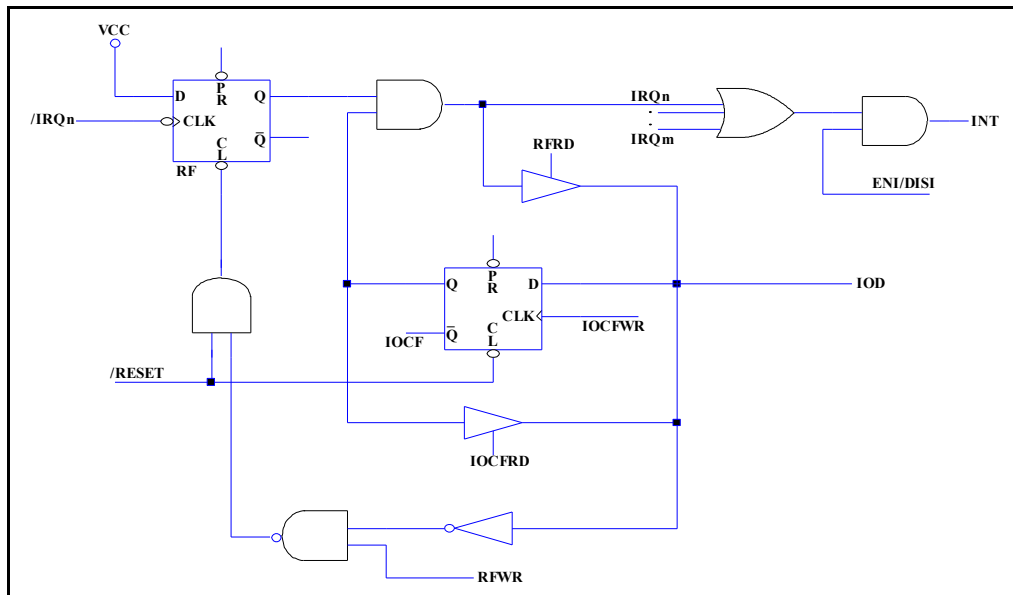 VCC
D
P
R
Q
/IRQn
CLK
Q
C
L
RF
IRQn
.
.
IRQm
INT
RFRD
ENI/DISI
Q
P
R
D
IOD
CLK
IOCFWR
IOCF
Q
C
L
/RESET
IOCFRD
RFWR